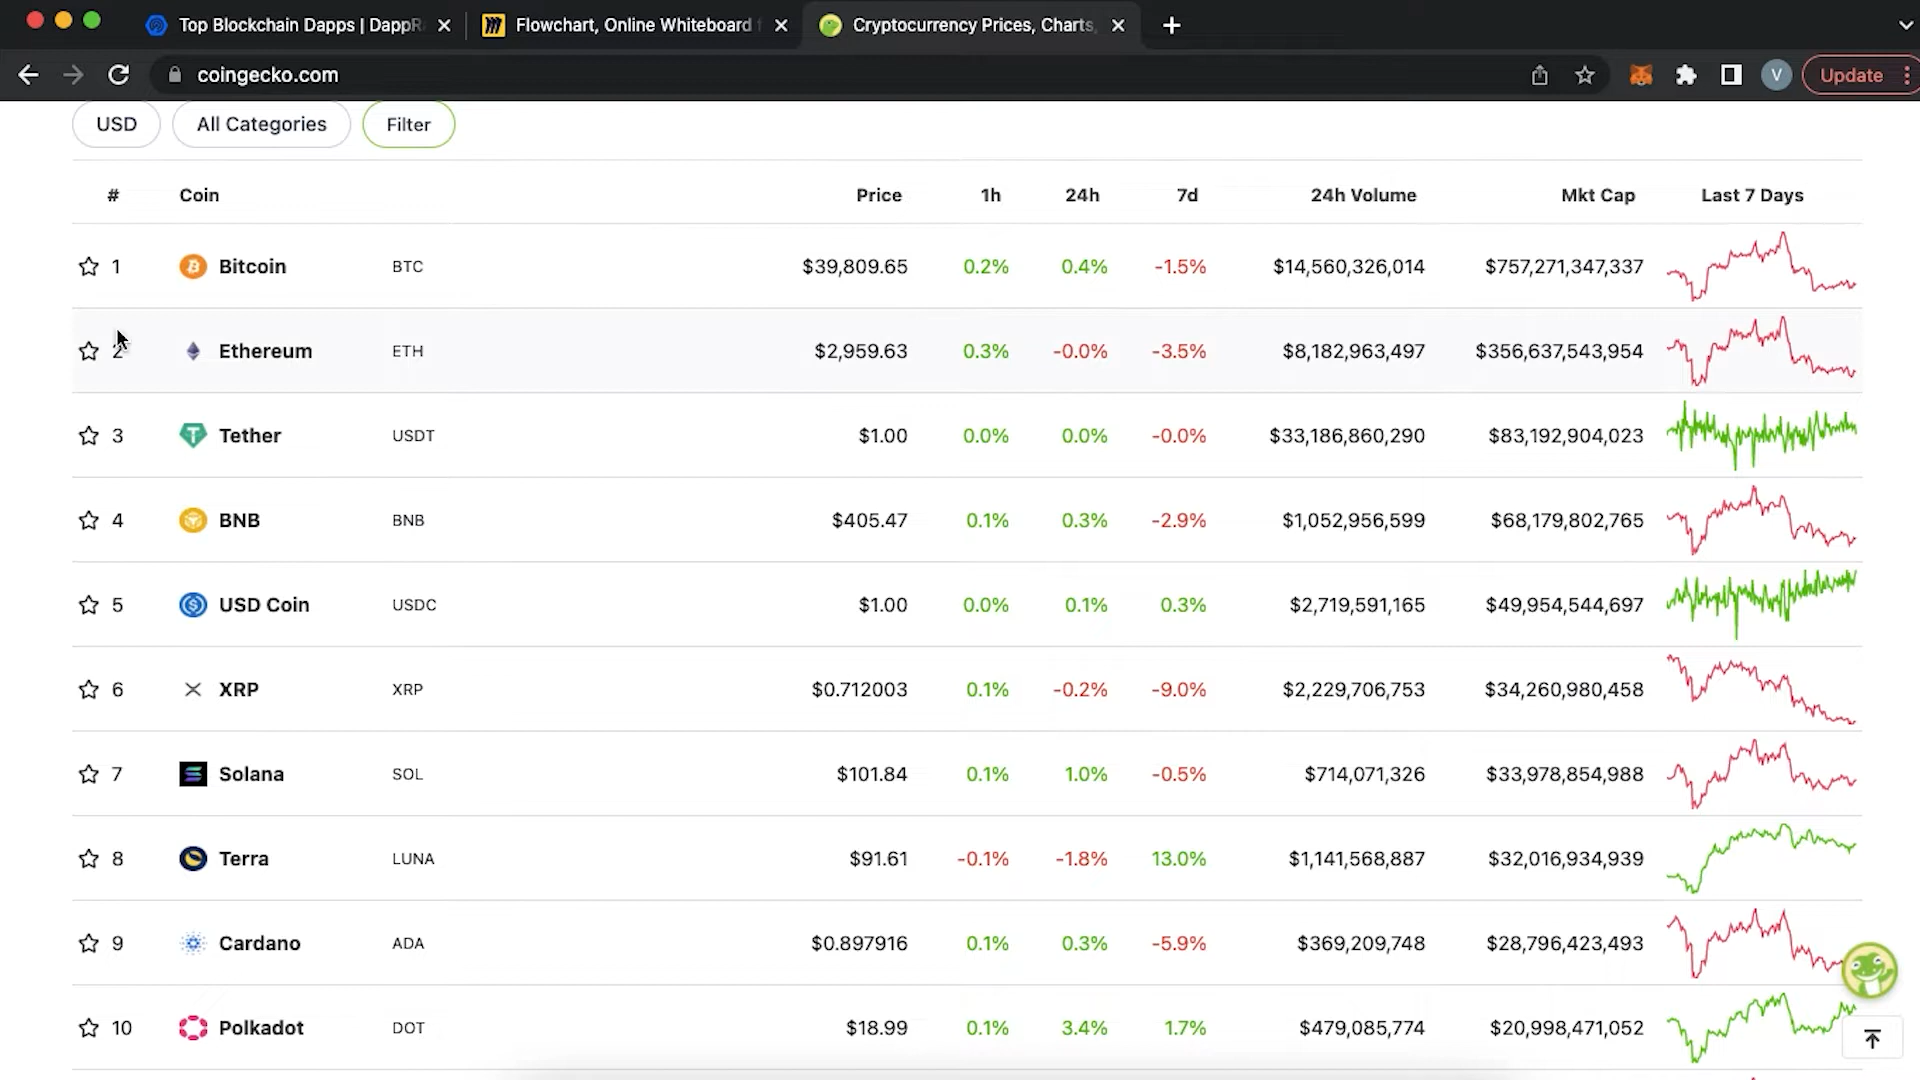 Top Blockchain Dapps | DappR
Flowchart, Online Whiteboard f
Cryptocurrency Prices, Charts,
coingecko.com
V
Update
USD All Categories Filter
# Coin Price 1h 24h 7d 24h Volume Mkt Cap Last 7 Days
1 Bitcoin BTC $39,809.65 0.2% 0.4% -1.5% $14,560,326,014 $757,271,347,337
2 Ethereum ETH $2,959.63 0.3% -0.0% -3.5% $8,182,963,497 $356,637,543,954
3 Tether USDT $1.00 0.0% 0.0% -0.0% $33,186,860,290 $83,192,904,023
4 BNB BNB $405.47 0.1% 0.3% -2.9% $1,052,956,599 $68,179,802,765
5 USD Coin USDC $1.00 0.0% 0.1% 0.3% $2,719,591,165 $49,954,544,697
6 XRP XRP $0.712003 0.1% -0.2% -9.0% $2,229,706,753 $34,260,980,458
7 Solana SOL $101.84 0.1% 1.0% -0.5% $714,071,326 $33,978,854,988
8 Terra LUNA $91.61 -0.1% -1.8% 13.0% $1,141,568,887 $32,016,934,939
9 Cardano ADA $0.897916 0.1% 0.3% -5.9% $369,209,748 $28,796,423,493
10 Polkadot DOT $18.99 0.1% 3.4% 1.7% $479,085,774 $20,998,471,052